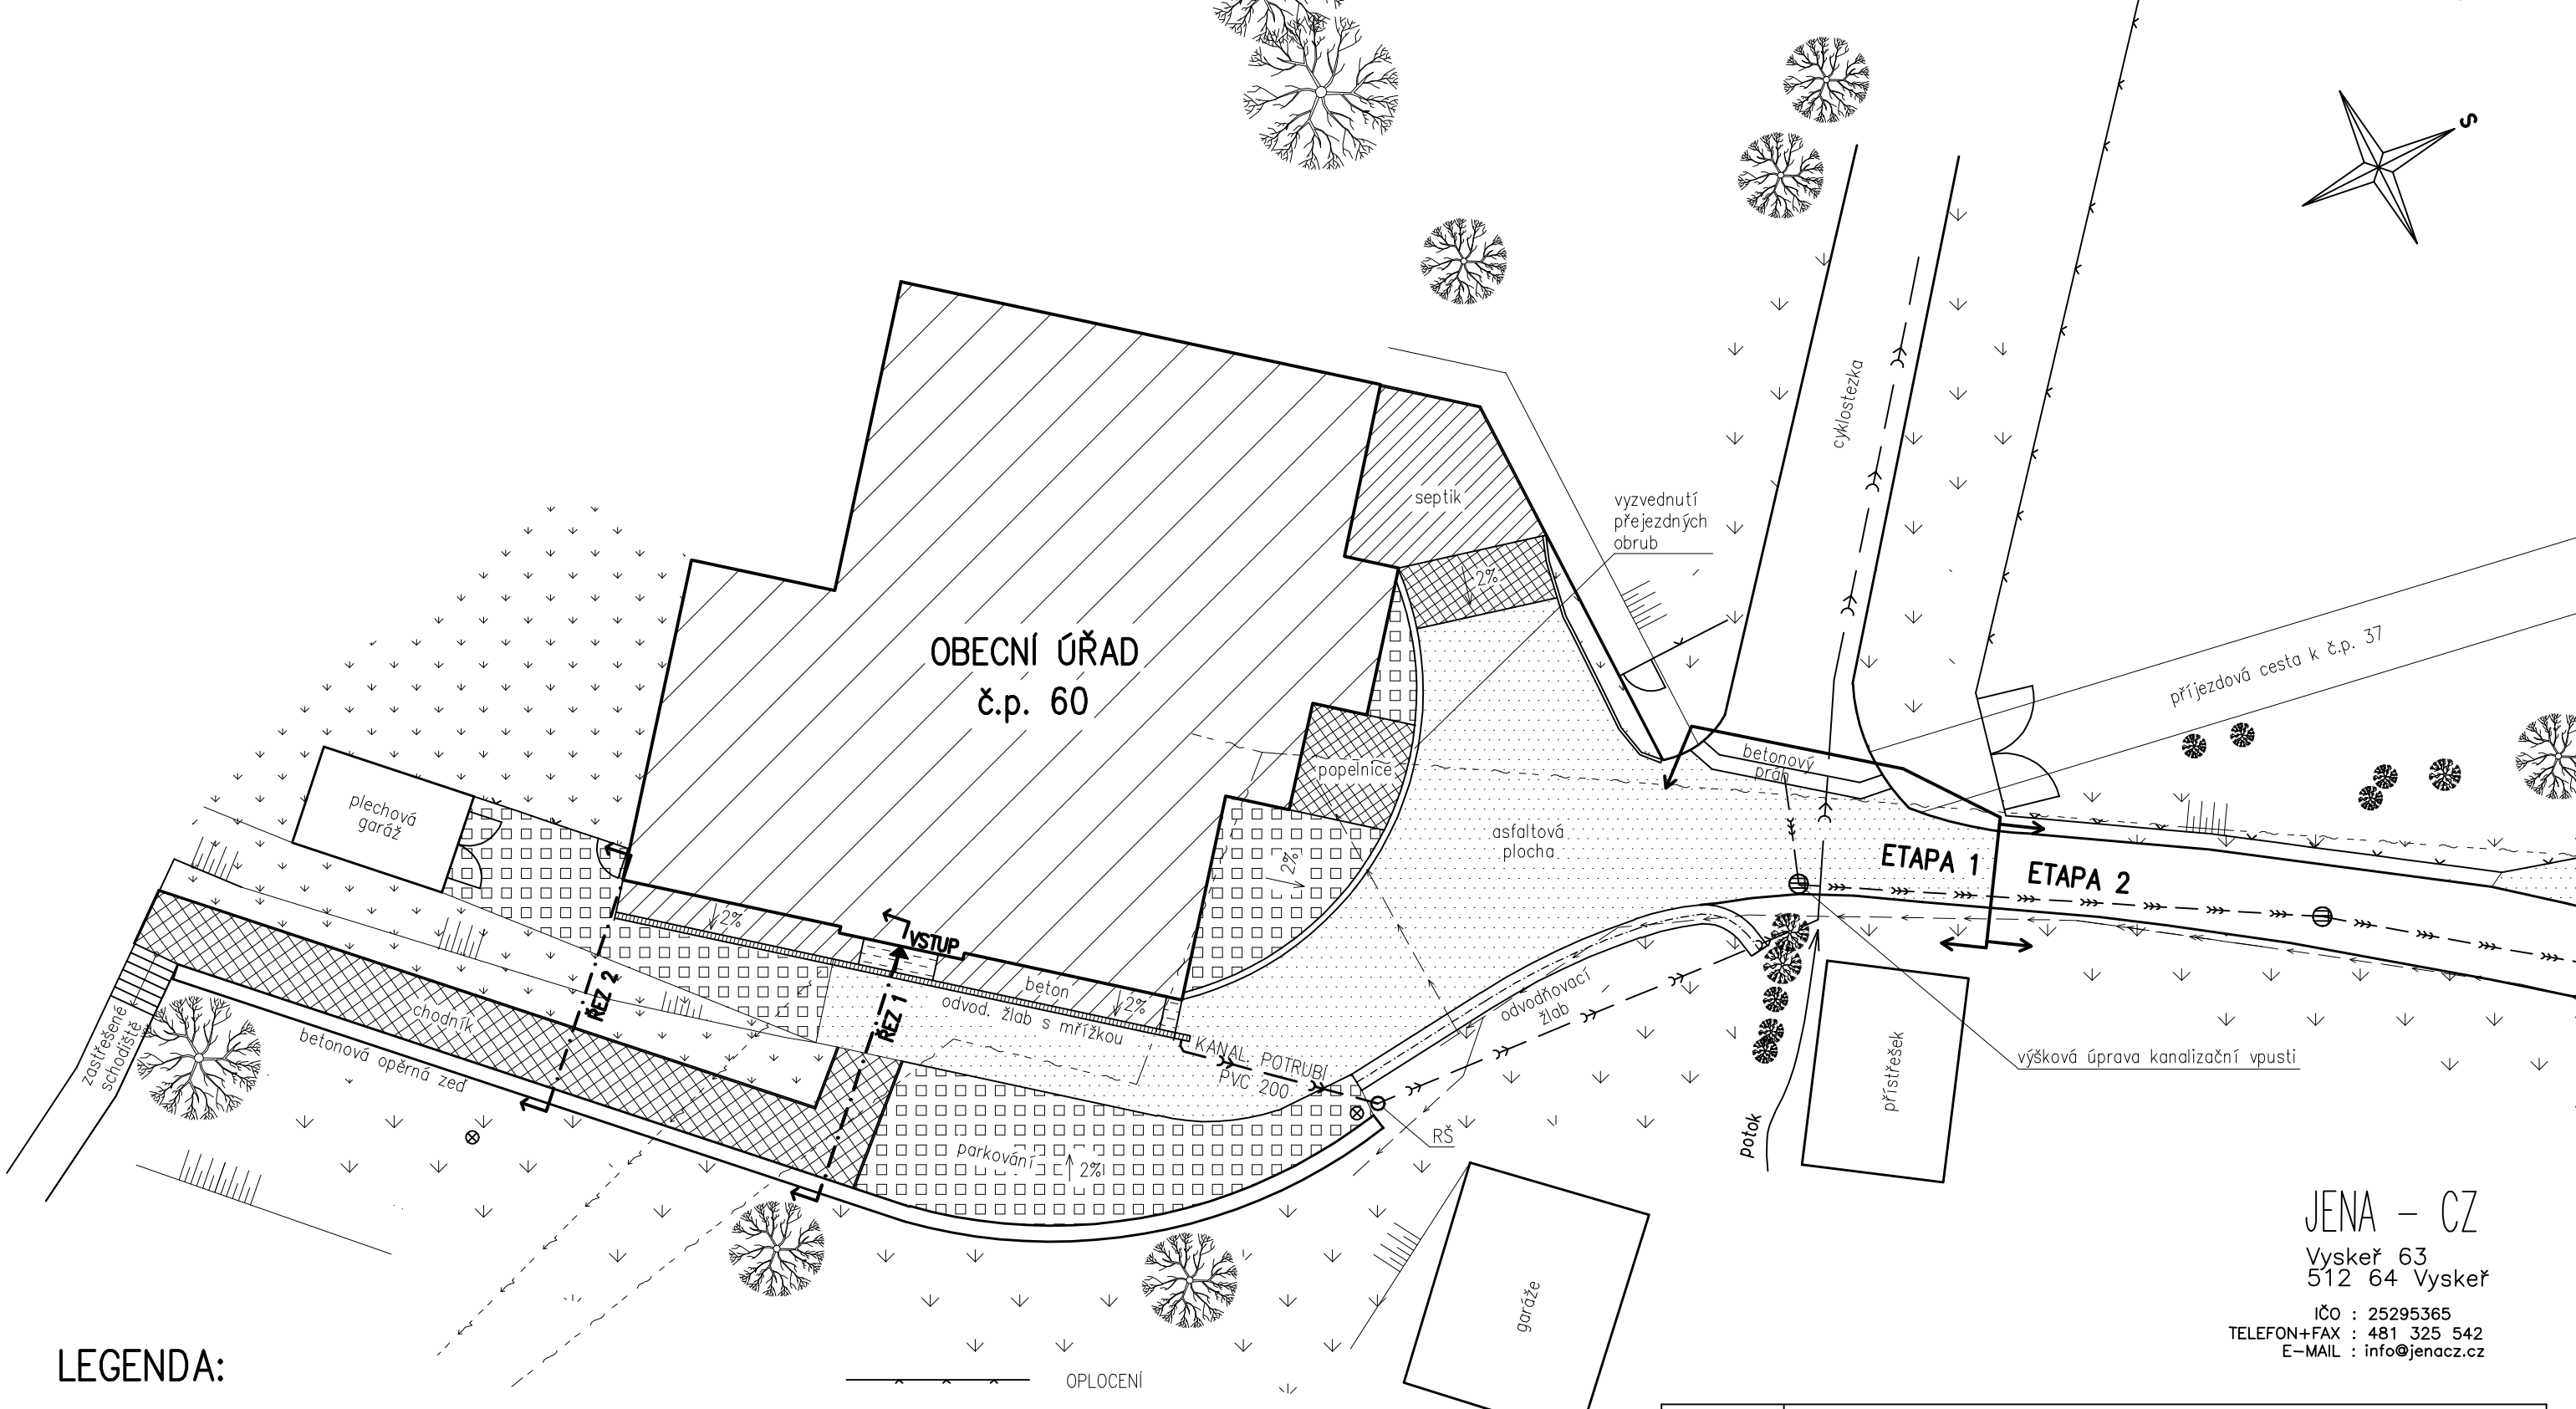 S
cyklostezka
septik
vyzvednutí
přejezdných
obrub
2%
OBECNÍ ÚŘAD
č.p. 60
příjezdová cesta k č.p. 37
betonový
práh
popelnice
plechová
garáž
asfaltová
plocha
2%
ETAPA 1
ETAPA 2
2%
VSTUP
beton
2%
odvod. žlab s mřížkou
ŘEZ 2
ŘEZ 1
chodník
betonová opěrná zeď
zastřešené
schodiště
KANAL. POTRUBÍ
PVC 200
odvodňovací
žlab
výšková úprava kanalizační vpusti
přístřešek
potok
RŠ
parkování
2%
garáže
JENA - CZ
Vyskeř 63
512 64 Vyskeř
IČO : 25295365
TELEFON+FAX : 481 325 542
E-MAIL : info@jenacz.cz
LEGENDA:
OPLOCENÍ